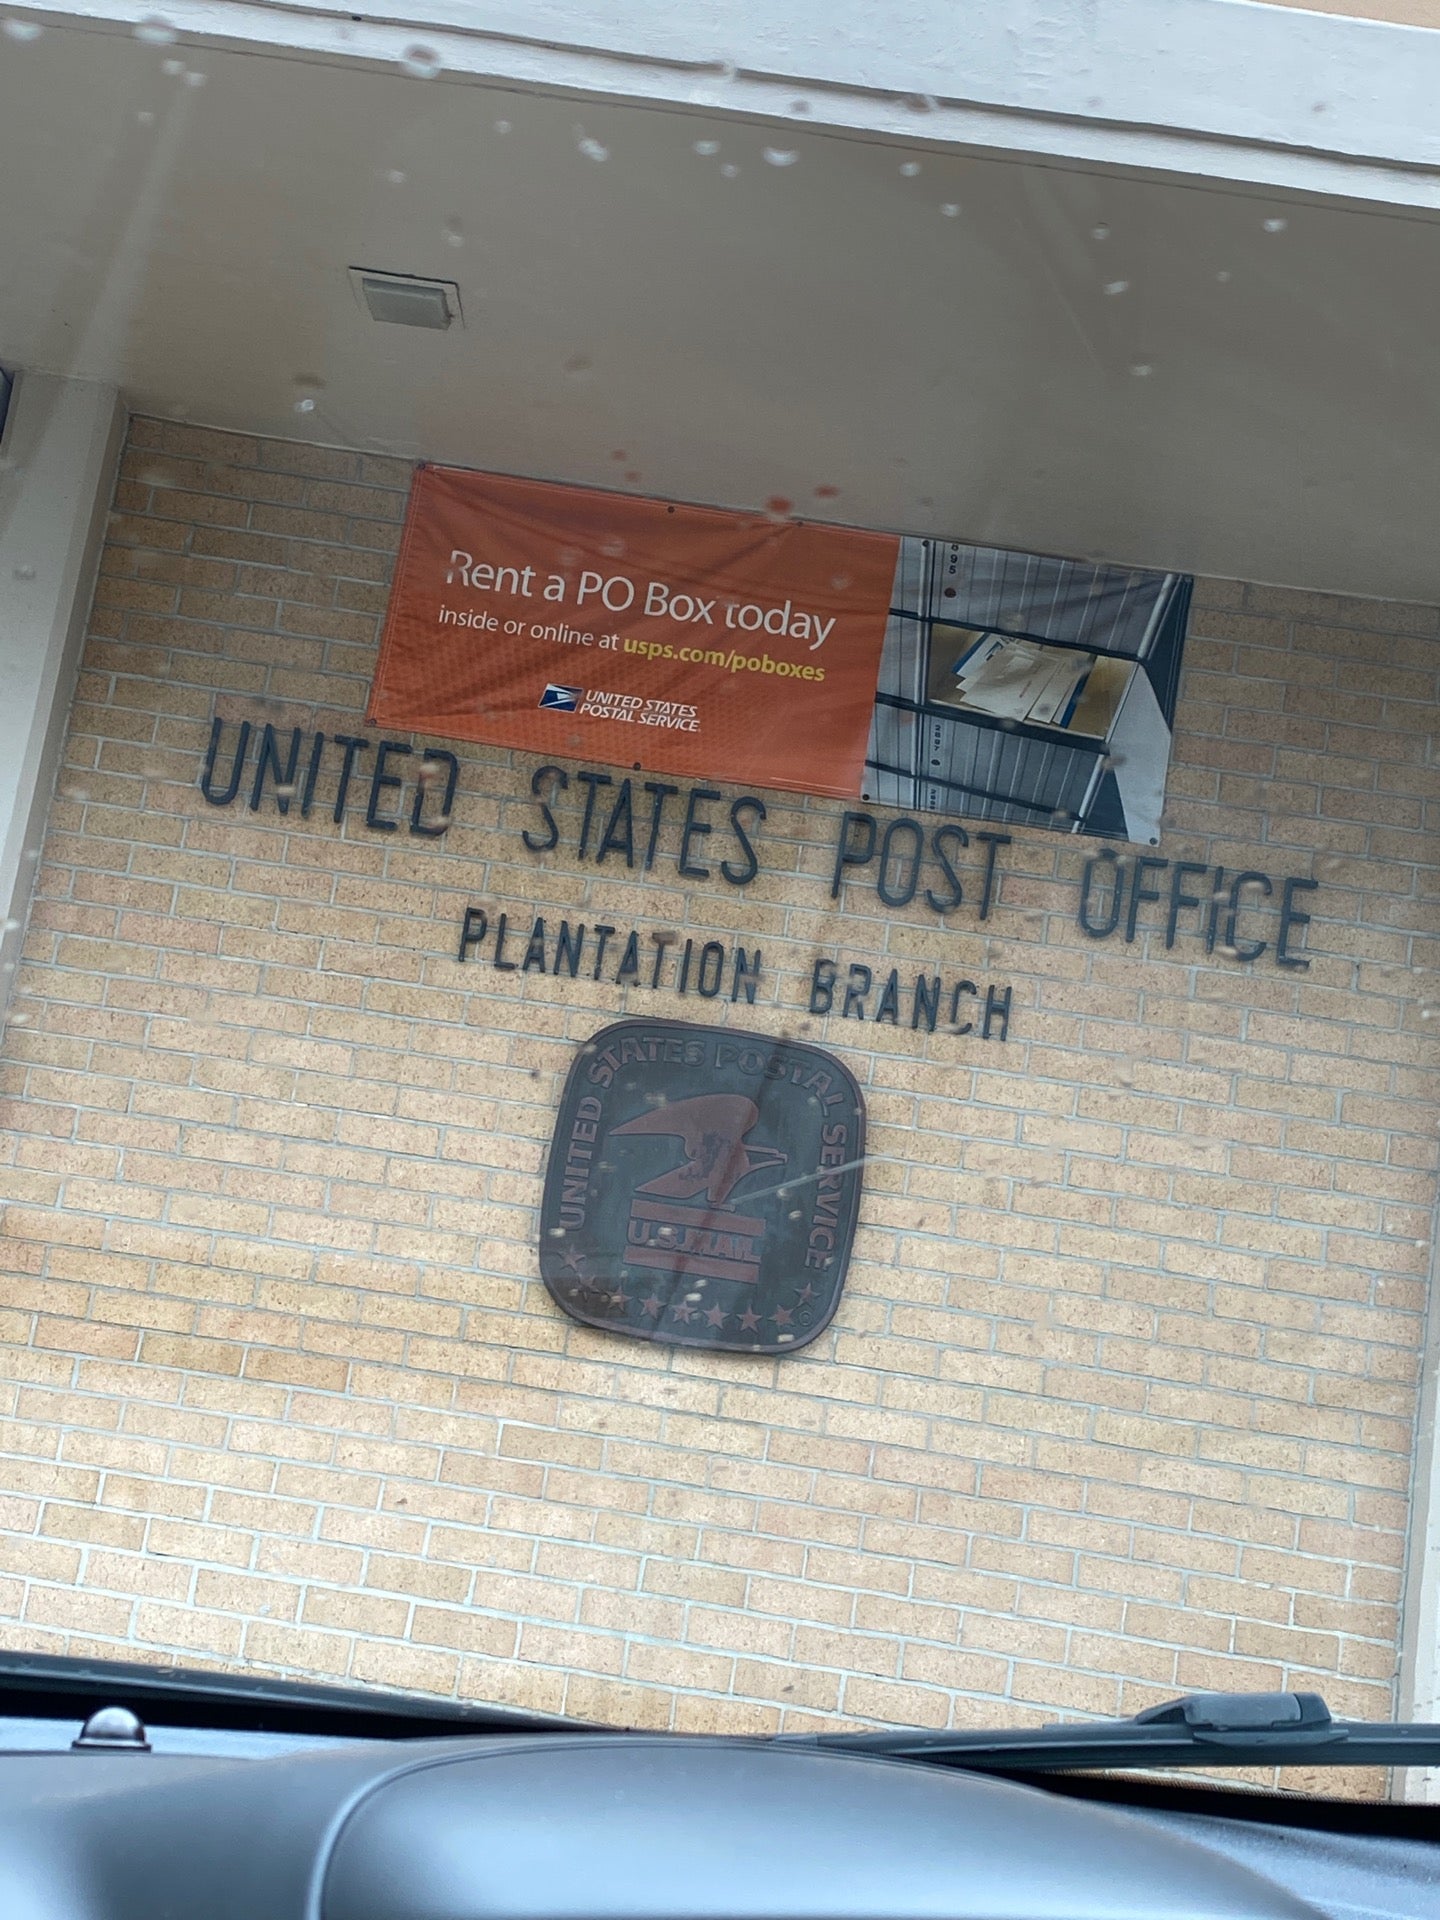 Rent a PO Box today
inside or online at usps.com/poboxes
UNITED STATES
POSTAL SERVICE
UNITED STATES POST OFFICE
PLANTATION BRANCH
UNITED STATES POSTAL SERVICE
U.S.MAIL